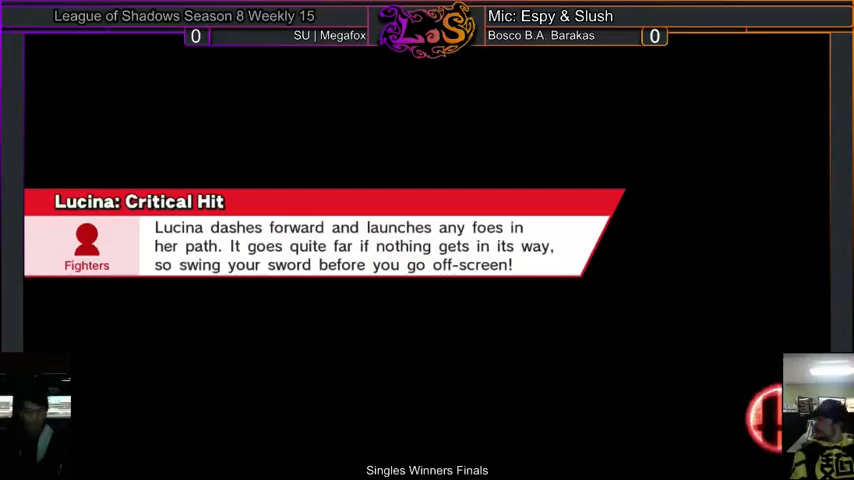 League of Shadows Season 8 Weekly 15
Mic: Espy & Slush
0
SU | Megafox
LoS
Bosco B.A. Barakas
0
Lucina: Critical Hit
Lucina dashes forward and launches any foes in
her path. It goes quite far if nothing gets in its way,
so swing your sword before you go off-screen!
Fighters
Singles Winners Finals